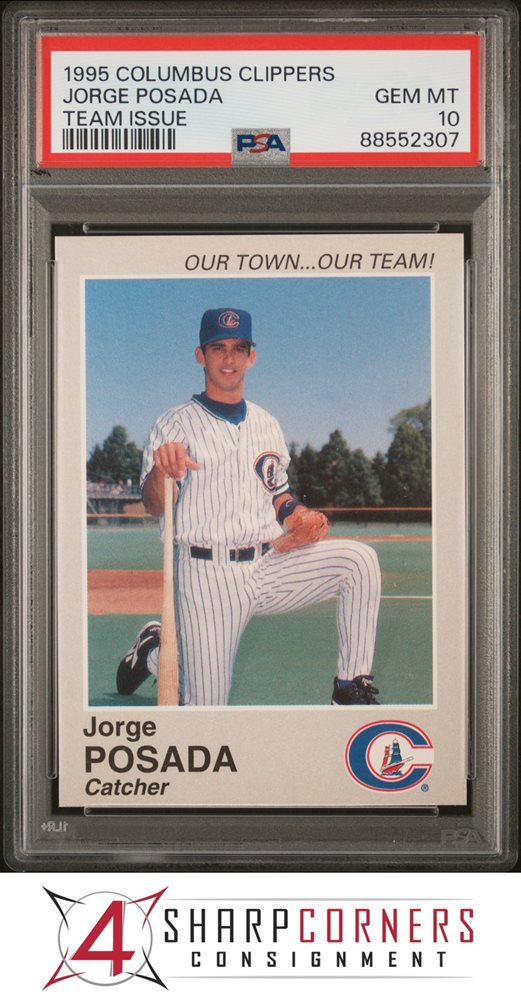 1995 COLUMBUS CLIPPERS
JORGE POSADA GEM MT
TEAM ISSUE 10
PSA 88552307
OUR TOWN...OUR TEAM!
C
Jorge
POSADA
Catcher
C ®
PSA
4 SHARPCORNERS
CONSIGNMENT